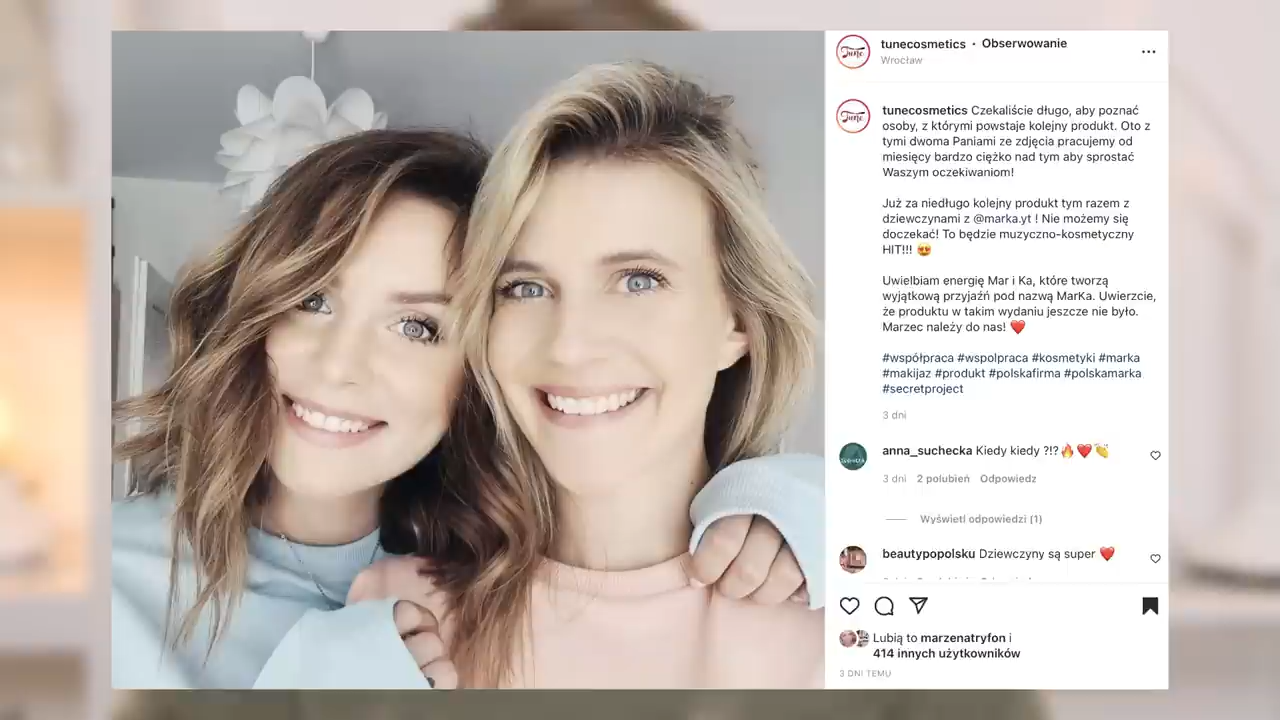 tunecosmetics • Obserwowanie
Wrocław
tunecosmetics Czekaliście długo, aby poznać
osoby, z którymi powstaje kolejny produkt. Oto z
tymi dwoma Paniami ze zdjęcia pracujemy od
miesięcy bardzo ciężko nad tym aby sprostać
Waszym oczekiwaniom!
Już za niedługo kolejny produkt tym razem z
dziewczynami z @marka.yt ! Nie możemy się
doczekać! To będzie muzyczno-kosmetyczny
HIT!!! 😍
Uwielbiam energię Mar i Ka, które tworzą
wyjątkową przyjaźń pod nazwą MarKa. Uwierzcie,
że produktu w takim wydaniu jeszcze nie było.
Marzec należy do nas! ❤️
#współpraca #wspolpraca #kosmetyki #marka
#makijaz #produkt #polskafirma #polskamarka
#secretproject
3 dni
anna_suchecka Kiedy kiedy ?!?🔥❤️👏
3 dni 2 polubień Odpowiedz
Wyświetl odpowiedzi (1)
beautypopolsku Dziewczyny są super ❤️
Lubią to marzenatryfon i
414 innych użytkowników
3 DNI TEMU